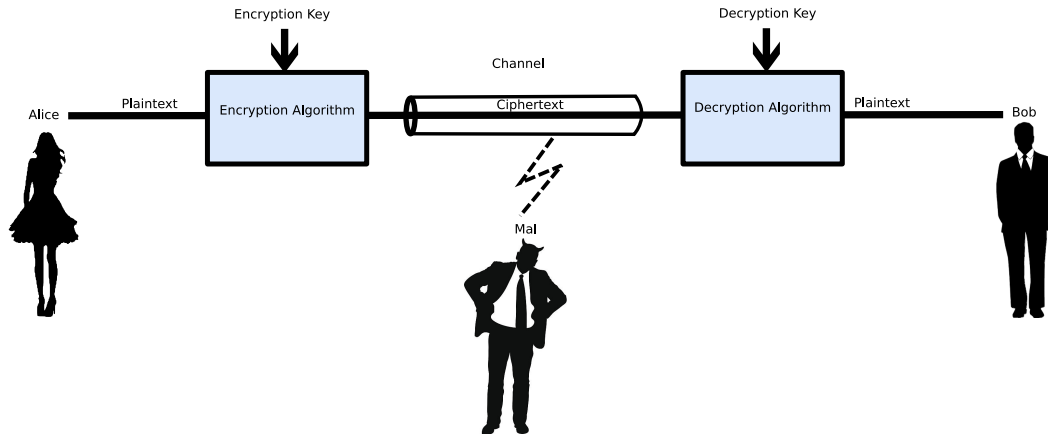 Encryption Key
Decryption Key
Channel
Alice
Plaintext
Encryption Algorithm
Ciphertext
Decryption Algorithm
Plaintext
Bob
Mal